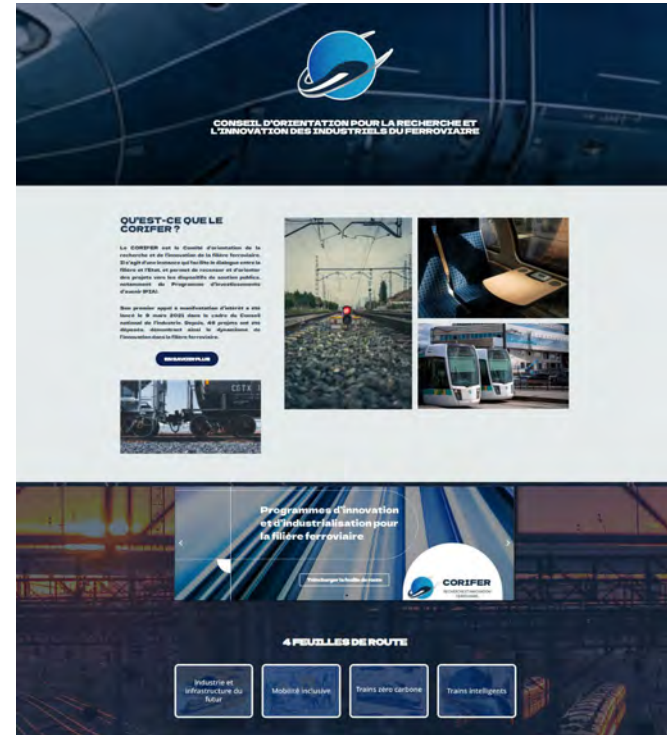 CONSEIL D'ORIENTATION POUR LA RECHERCHE ET
L'INNOVATION DES INDUSTRIELS DU FERROVIAIRE
QU'EST-CE QUE LE
CORIFER ?
Le CORIFER est le Comité d'orientation de la
recherche et de l'innovation de la filière ferroviaire.
Il s'agit d'une instance qui facilite le dialogue entre la
filière et l'Etat, et permet de recenser et d'orienter
des projets vers les dispositifs de soutien publics,
notamment du Programme d'investissements
d'avenir (PIA).
Son premier appel à manifestation d'intérêt a été
lancé le 9 mars 2021 dans le cadre du Conseil
national de l'Industrie. Depuis, 48 projets ont été
déposés, démontrant ainsi le dynamisme de
l'innovation dans la filière ferroviaire.
EN SAVOIR PLUS
Programmes d'innovation
et d'industrialisation pour
la filière ferroviaire
Télécharger la feuille de route
CORIFER
4 FEUILLES DE ROUTE
Industrie et
infrastructure du
futur
Mobilité inclusive
Trains zéro carbone
Trains intelligents